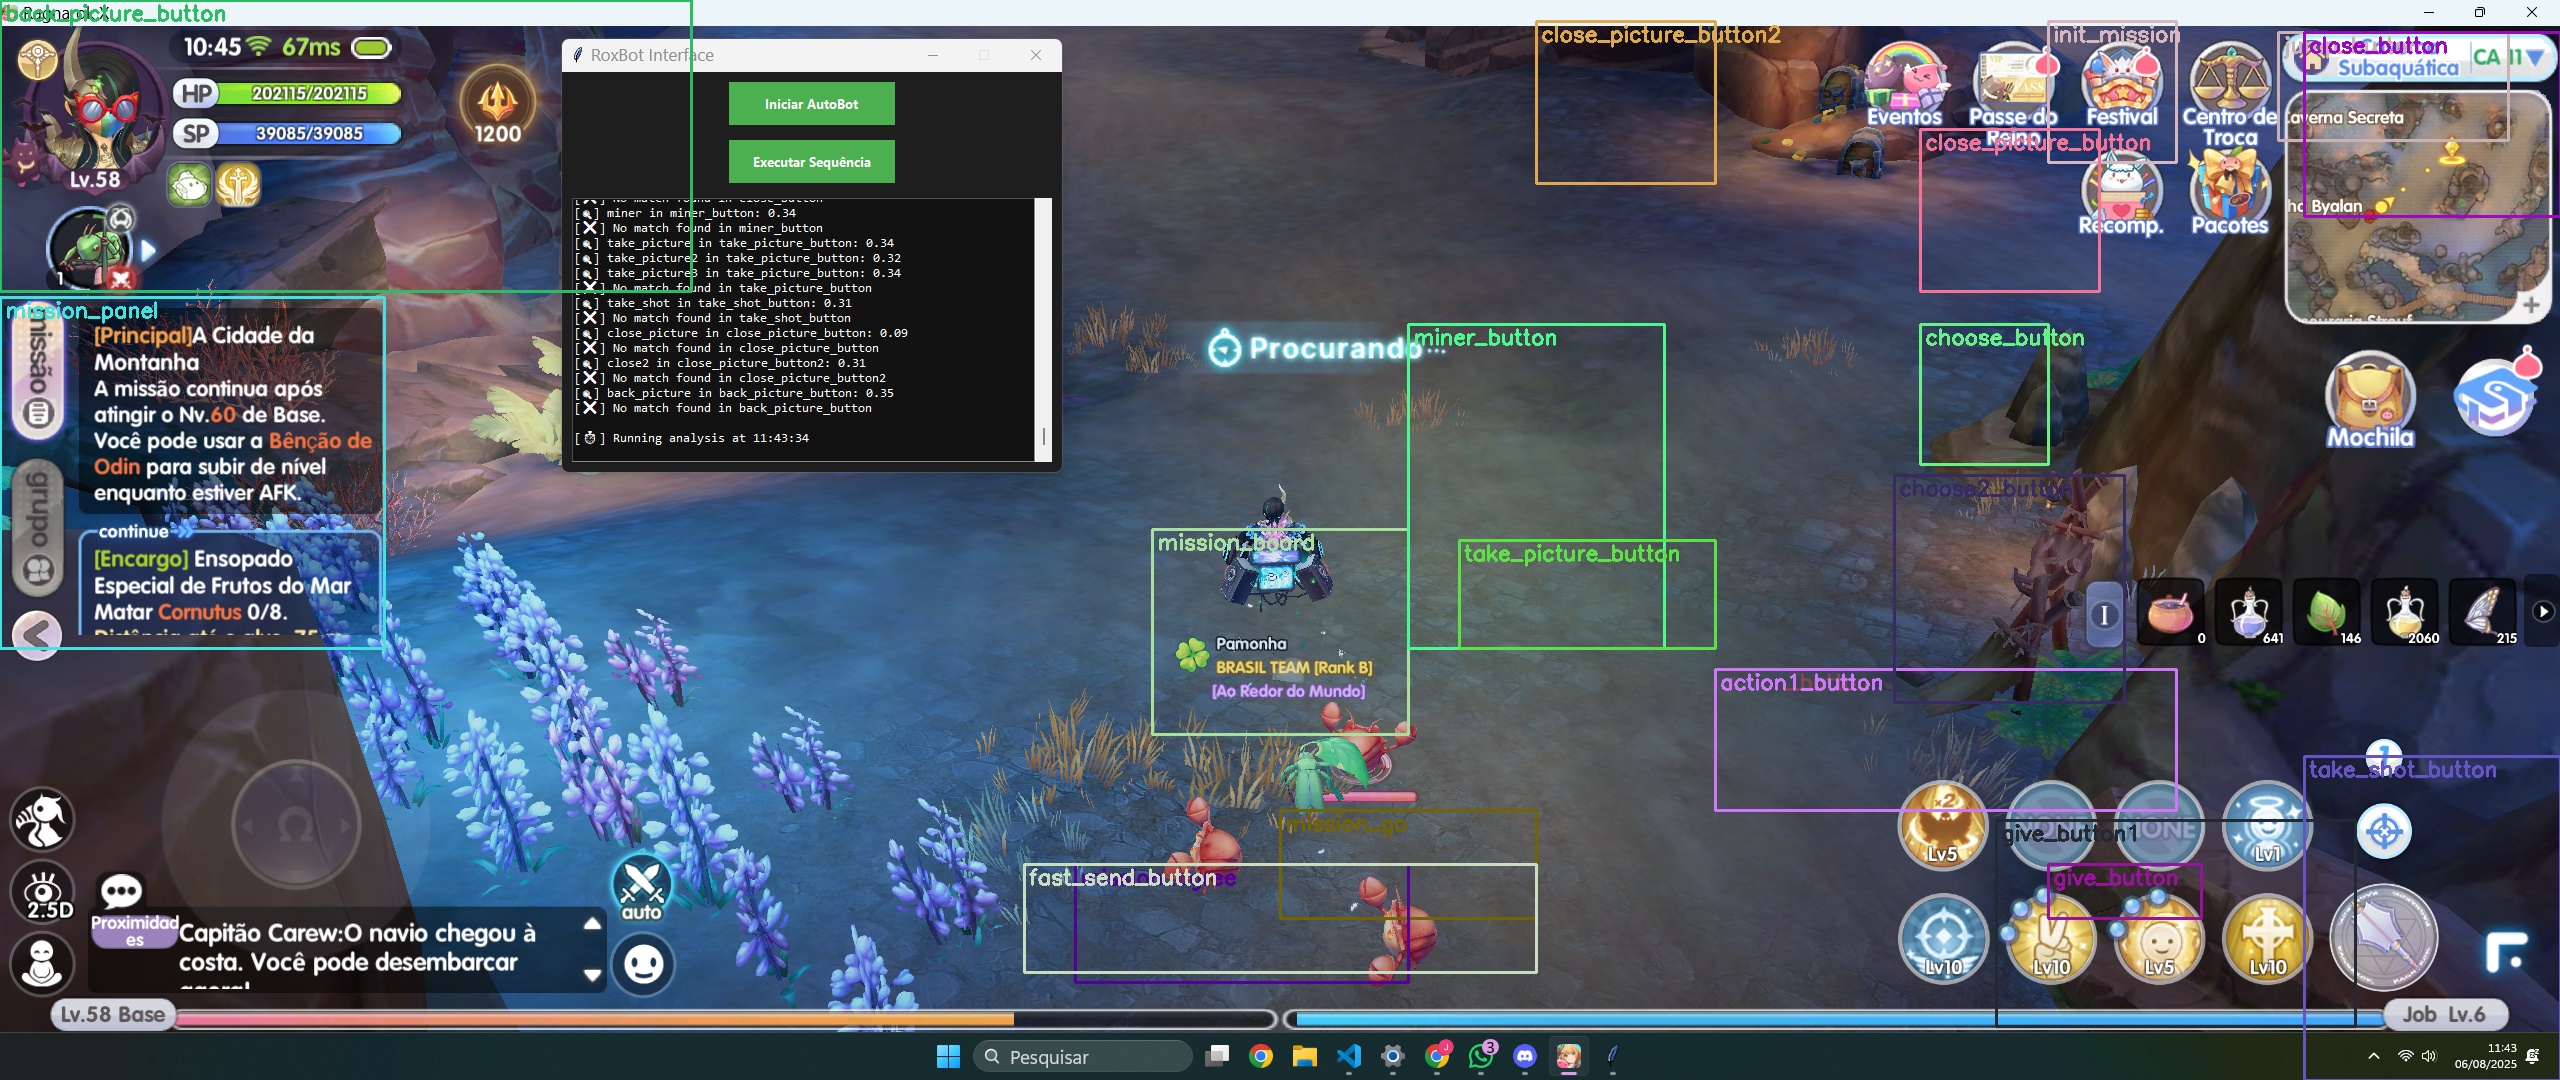 back_picture_button
10:45 67ms
HP 202115/202115
SP 39085/39085
1200
Lv.58
1
RoxBot Interface
Iniciar AutoBot
Executar Sequência
[🔍] miner in miner_button: 0.34
[❌] No match found in miner_button
[🔍] take_picture in take_picture_button: 0.34
[🔍] take_picture2 in take_picture_button: 0.32
[🔍] take_picture3 in take_picture_button: 0.34
[❌] No match found in take_picture_button
[🔍] take_shot in take_shot_button: 0.31
[❌] No match found in take_shot_button
[🔍] close_picture in close_picture_button: 0.09
[❌] No match found in close_picture_button
[🔍] close2 in close_picture_button2: 0.31
[❌] No match found in close_picture_button2
[🔍] back_picture in back_picture_button: 0.35
[❌] No match found in back_picture_button
[⏱] Running analysis at 11:43:34
close_picture_button2
init_mission
close_button
Subaquática
CA 11
Eventos
Passe do
Reino
Festival
Centro de
Troca
close_picture_button
Recomp.
Pacotes
Caverna Secreta
Byalan
mission_panel
missão
grupo
[Principal]A Cidade da
Montanha
A missão continua após
atingir o Nv.60 de Base.
Você pode usar a Bênção de
Odin para subir de nível
enquanto estiver AFK.
continue
[Encargo] Ensopado
Especial de Frutos do Mar
Matar Cornutus 0/8.
Procurando...
miner_button
choose_button
Mochila
choose2_button
mission_board
take_picture_button
Pamonha
BRASIL TEAM [Rank B]
[Ao Redor do Mundo]
I
0
641
146
2060
215
action1_button
take_shot_button
mission_go
fast_send_button
give_button1
give_button
Lv5
Lv1
Lv10
Lv10
Lv5
Lv10
2.5D
auto
Proximidad
es
Capitão Carew:O navio chegou à
costa. Você pode desembarcar
Lv.58 Base
Job Lv.6
Pesquisar
3
11:43
06/08/2025